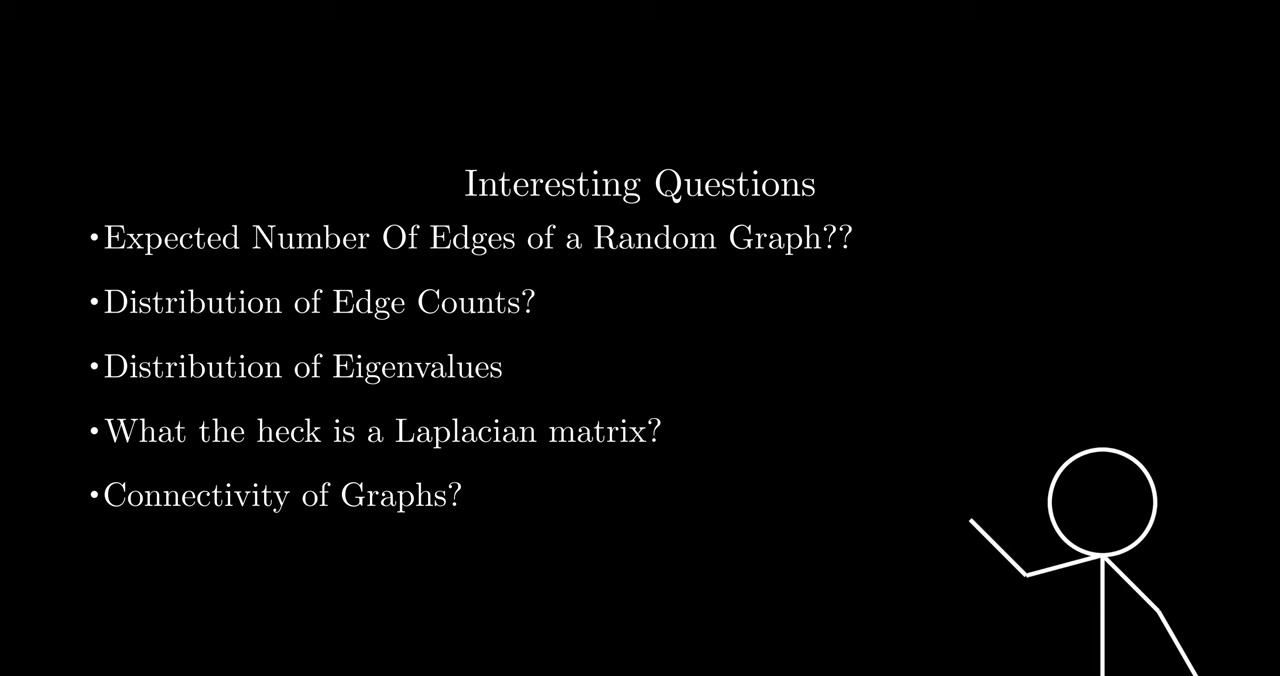 Interesting Questions
•Expected Number Of Edges of a Random Graph??
•Distribution of Edge Counts?
•Distribution of Eigenvalues
•What the heck is a Laplacian matrix?
•Connectivity of Graphs?